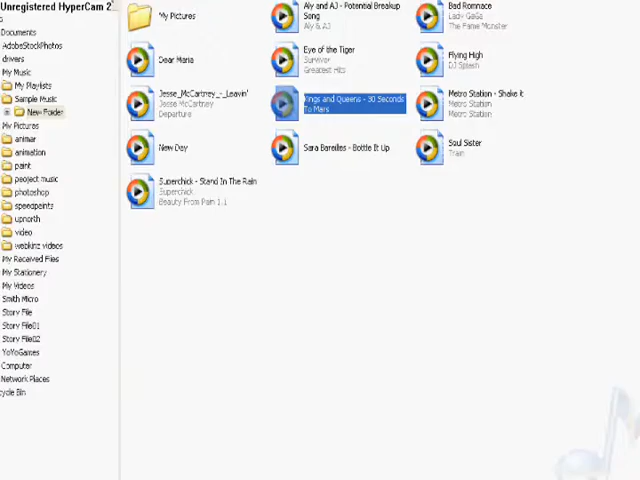 Unregistered HyperCam 2
Documents
AdobeStockPhotos
drivers
My Music
My Playlists
Sample Music
New Folder
My Pictures
animar
animation
paint
peoject music
photoshop
speedpaints
upnorth
video
webkinz videos
My Received Files
My Stationery
My Videos
Smith Micro
Story File
Story File01
Story File02
YoYoGames
Computer
Network Places
cycle Bin
My Pictures
Aly and AJ - Potential Breakup
Song
Aly & AJ
Bad Romnace
Lady GaGa
The Fame Monster
Dear Maria
Eye of the Tiger
Survivor
Greatest Hits
Flying High
DJ Splash
Jesse_McCartney_-_Leavin'
Jesse McCartney
Departure
Kings and Queens - 30 Seconds
To Mars
Metro Station - Shake it
Metro Station
Metro Station
New Day
Sara Bareilles - Bottle It Up
Soul Sister
Train
Superchick - Stand In The Rain
Superchick
Beauty From Pain 1.1